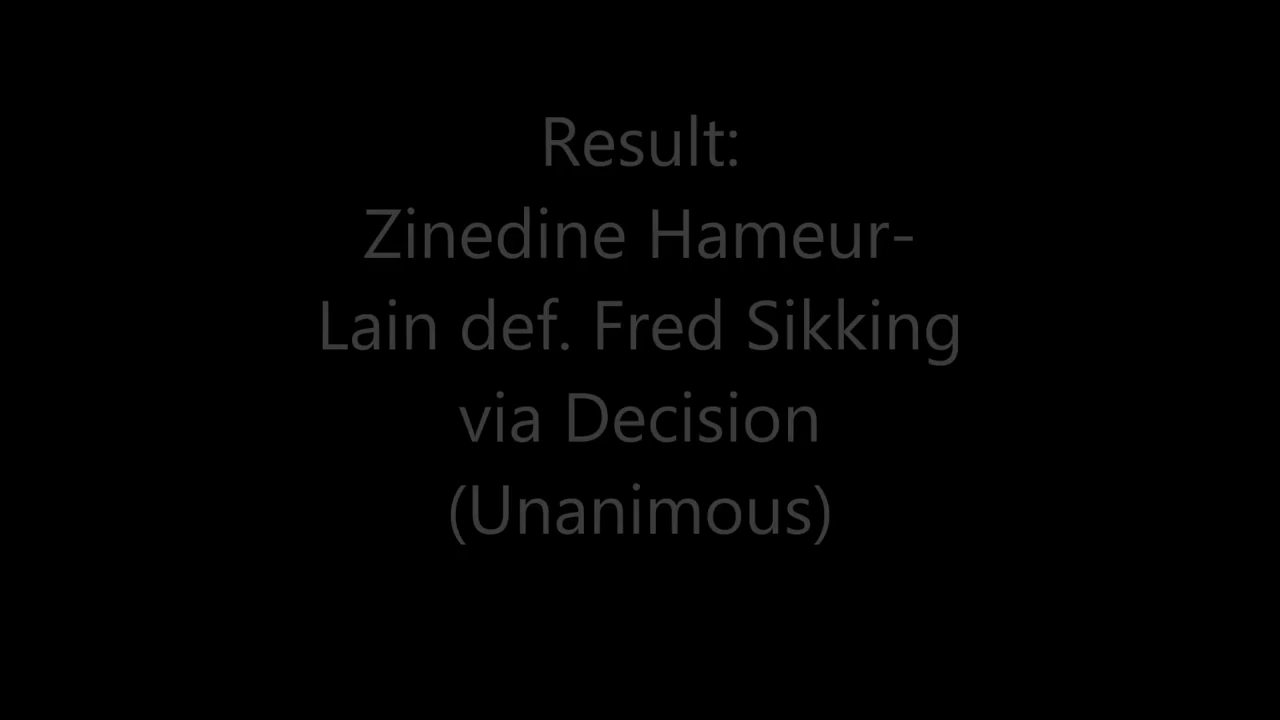 Result:
Zinedine Hameur-
Lain def. Fred Sikking
via Decision
(Unanimous)